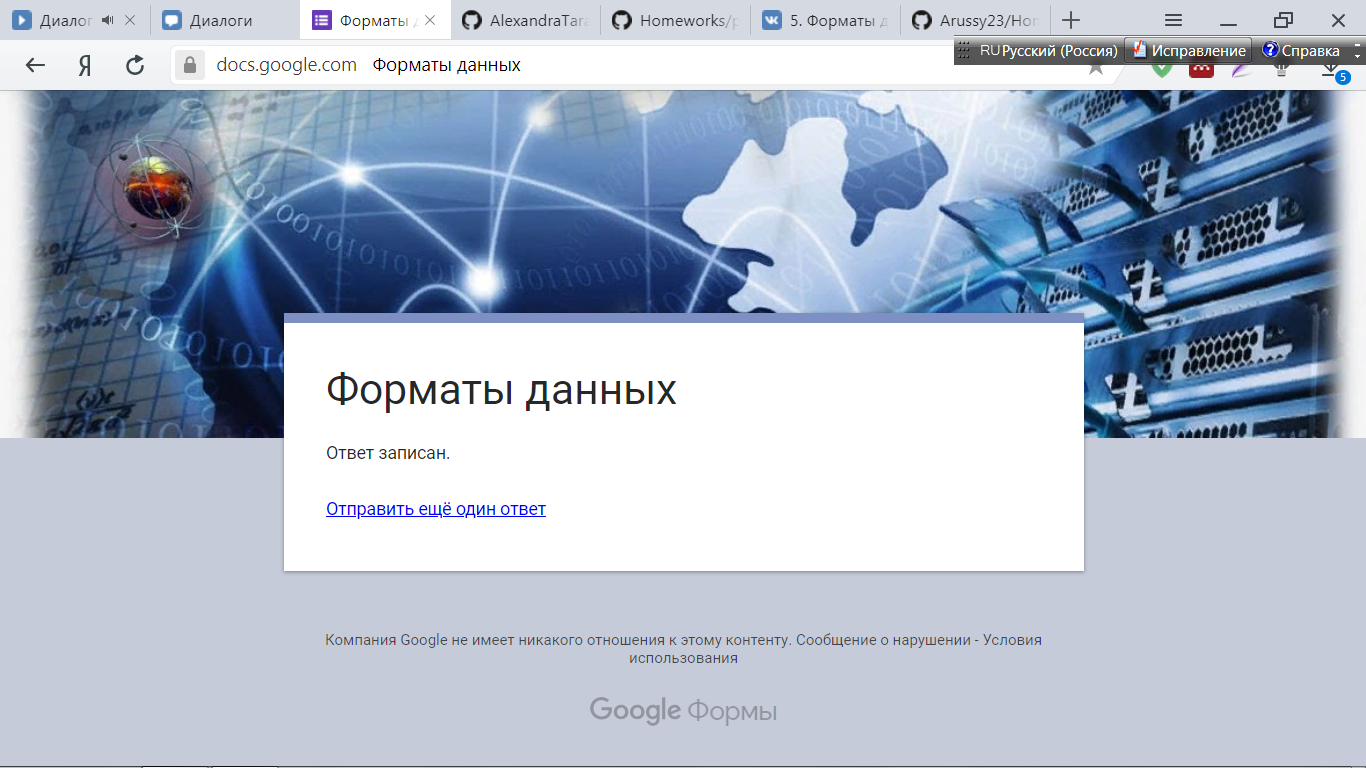 Диалог
Диалоги
Форматы
AlexandraTara
Homeworks/p
5. Форматы д
Arussy23/Hom
RU Русский (Россия)
Исправление
Справка
Я
docs.google.com
Форматы данных
5
Форматы данных
Ответ записан.
Отправить ещё один ответ
Компания Google не имеет никакого отношения к этому контенту. Сообщение о нарушении - Условия
использования
Google Формы